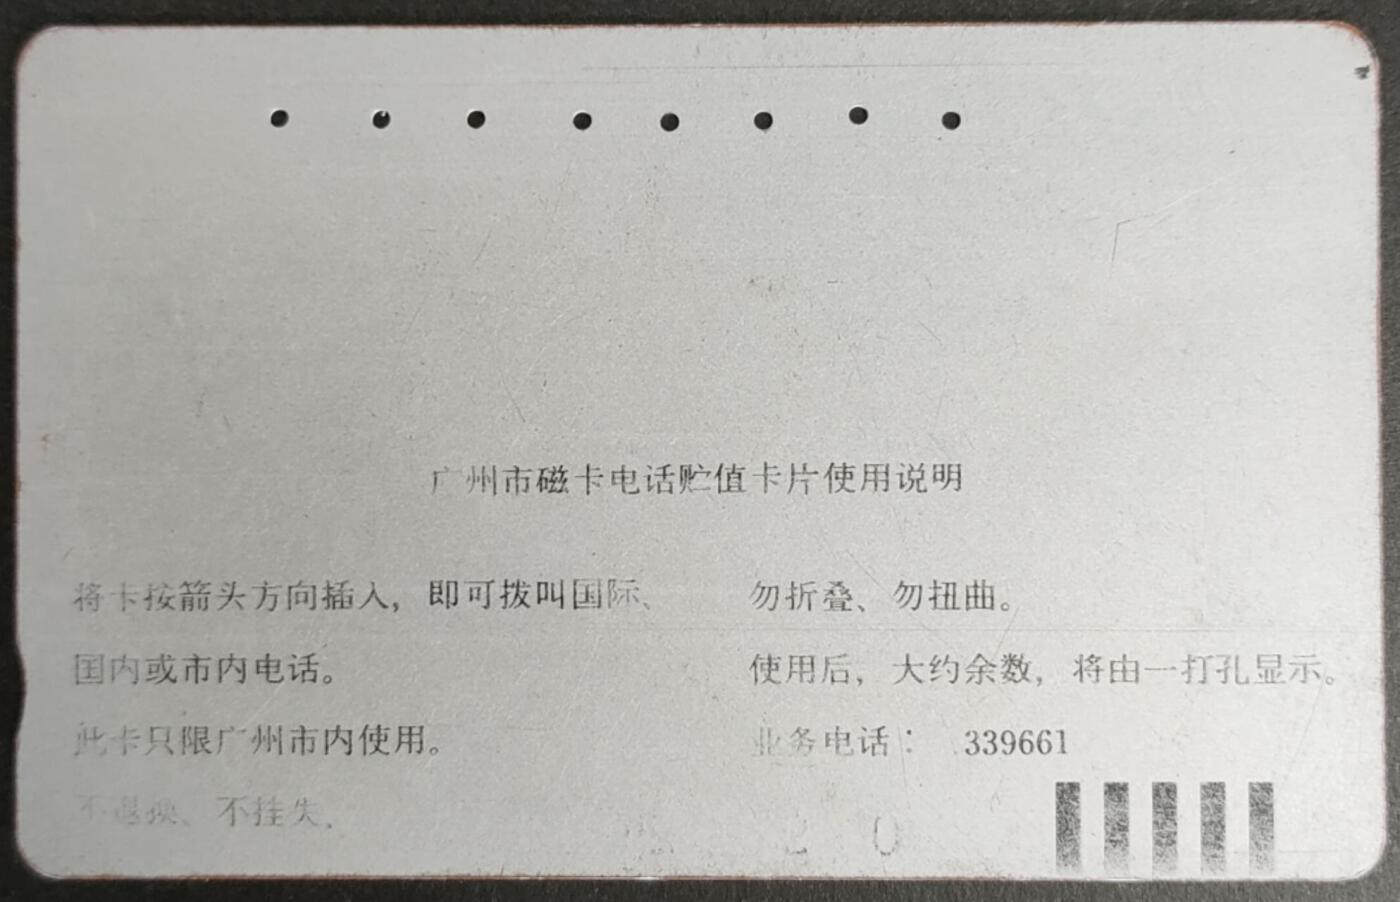 广州市磁卡电话贮值卡片使用说明
将卡按箭头方向插入，即可拨叫国际、
国内或市内电话。
此卡只限广州市内使用。
不退换、不挂失、
勿折叠、勿扭曲。
使用后，大约余数，将由一打孔显示。
业务电话： 339661